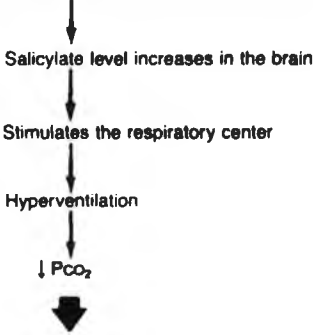 Salicylate level increases in the brain
Stimulates the respiratory center
Hyperventilation
↓ Pco₂